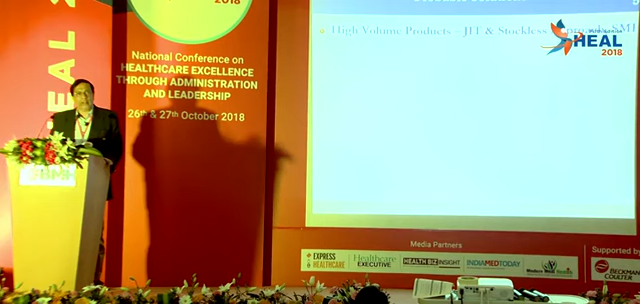 2018
HEAL 2
National Conference on
HEALTHCARE EXCELLENCE
THROUGH ADMINISTRATION
AND LEADERSHIP
26th & 27th October 2018
High Volume Products - JIT & Stockless
HEAL
2018
Media Partners
EXPRESS
HEALTHCARE
Healthcare
EXECUTIVE
HEALTH BIZ INSIGHT
INDIAMEDTODAY
Supported by
BECKMAN
COULTER